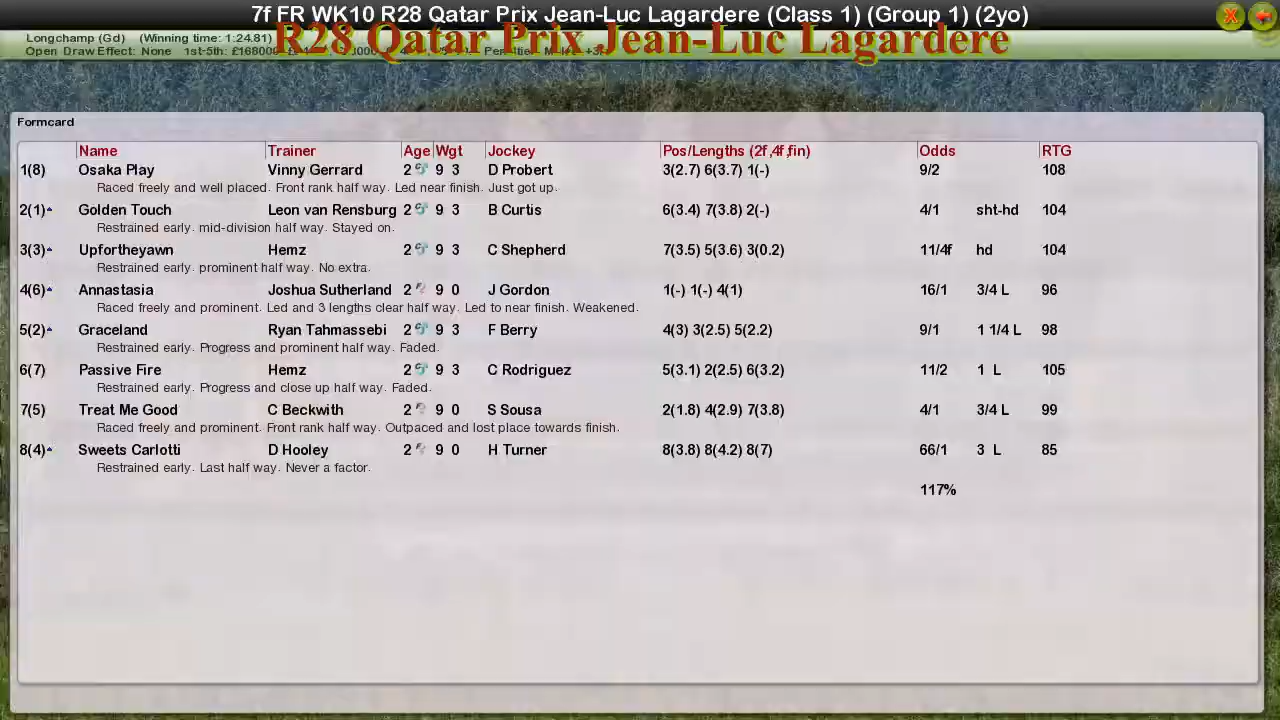 7f FR WK10 R28 Qatar Prix Jean-Luc Lagardere (Class 1) (Group 1) (2yo)
R28 Qatar Prix Jean-Luc Lagardere
Longchamp (Gd) (Winning time: 1:24.81)
Open Draw Effect: None 1st-5th: £168000
Formcard
Name Trainer Age Wgt Jockey Pos/Lengths (2f,4f,fin) Odds RTG
1(8) Osaka Play Vinny Gerrard 2 9 3 D Probert 3(2.7) 6(3.7) 1(-) 9/2 108
Raced freely and well placed. Front rank half way. Led near finish. Just got up.
2(1) Golden Touch Leon van Rensburg 2 9 3 B Curtis 6(3.4) 7(3.8) 2(-) 4/1 sht-hd 104
Restrained early. mid-division half way. Stayed on.
3(3) Upfortheyawn Hemz 2 9 3 C Shepherd 7(3.5) 5(3.6) 3(0.2) 11/4f hd 104
Restrained early. prominent half way. No extra.
4(6) Annastasia Joshua Sutherland 2 9 0 J Gordon 1(-) 1(-) 4(1) 16/1 3/4 L 96
Raced freely and prominent. Led and 3 lengths clear half way. Led to near finish. Weakened.
5(2) Graceland Ryan Tahmassebi 2 9 3 F Berry 4(3) 3(2.5) 5(2.2) 9/1 1 1/4 L 98
Restrained early. Progress and prominent half way. Faded.
6(7) Passive Fire Hemz 2 9 3 C Rodriguez 5(3.1) 2(2.5) 6(3.2) 11/2 1 L 105
Restrained early. Progress and close up half way. Faded.
7(5) Treat Me Good C Beckwith 2 9 0 S Sousa 2(1.8) 4(2.9) 7(3.8) 4/1 3/4 L 99
Raced freely and prominent. Front rank half way. Outpaced and lost place towards finish.
8(4) Sweets Carlotti D Hooley 2 9 0 H Turner 8(3.8) 8(4.2) 8(7) 66/1 3 L 85
Restrained early. Last half way. Never a factor.
117%